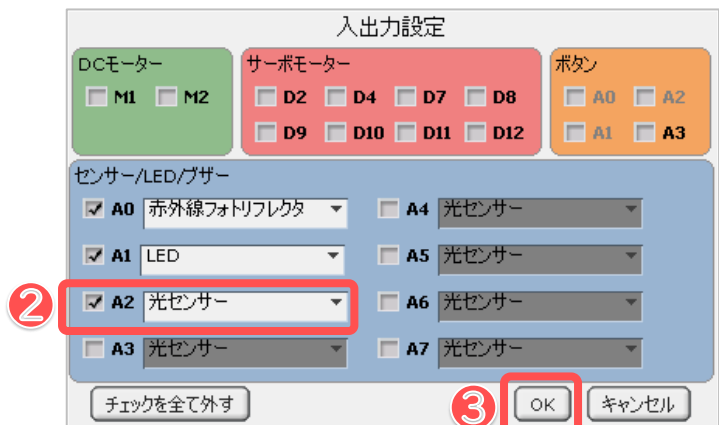 入出力設定
DCモーター
M1 M2
サーボモーター
D2 D4 D7 D8
D9 D10 D11 D12
ボタン
A0 A2
A1 A3
センサー/LED/ブザー
A0 赤外線フォトリフレクタ
A4 光センサー
A1 LED
A5 光センサー
② A2 光センサー
A6 光センサー
A3 光センサー
A7 光センサー
チェックを全て外す
③ OK
キャンセル